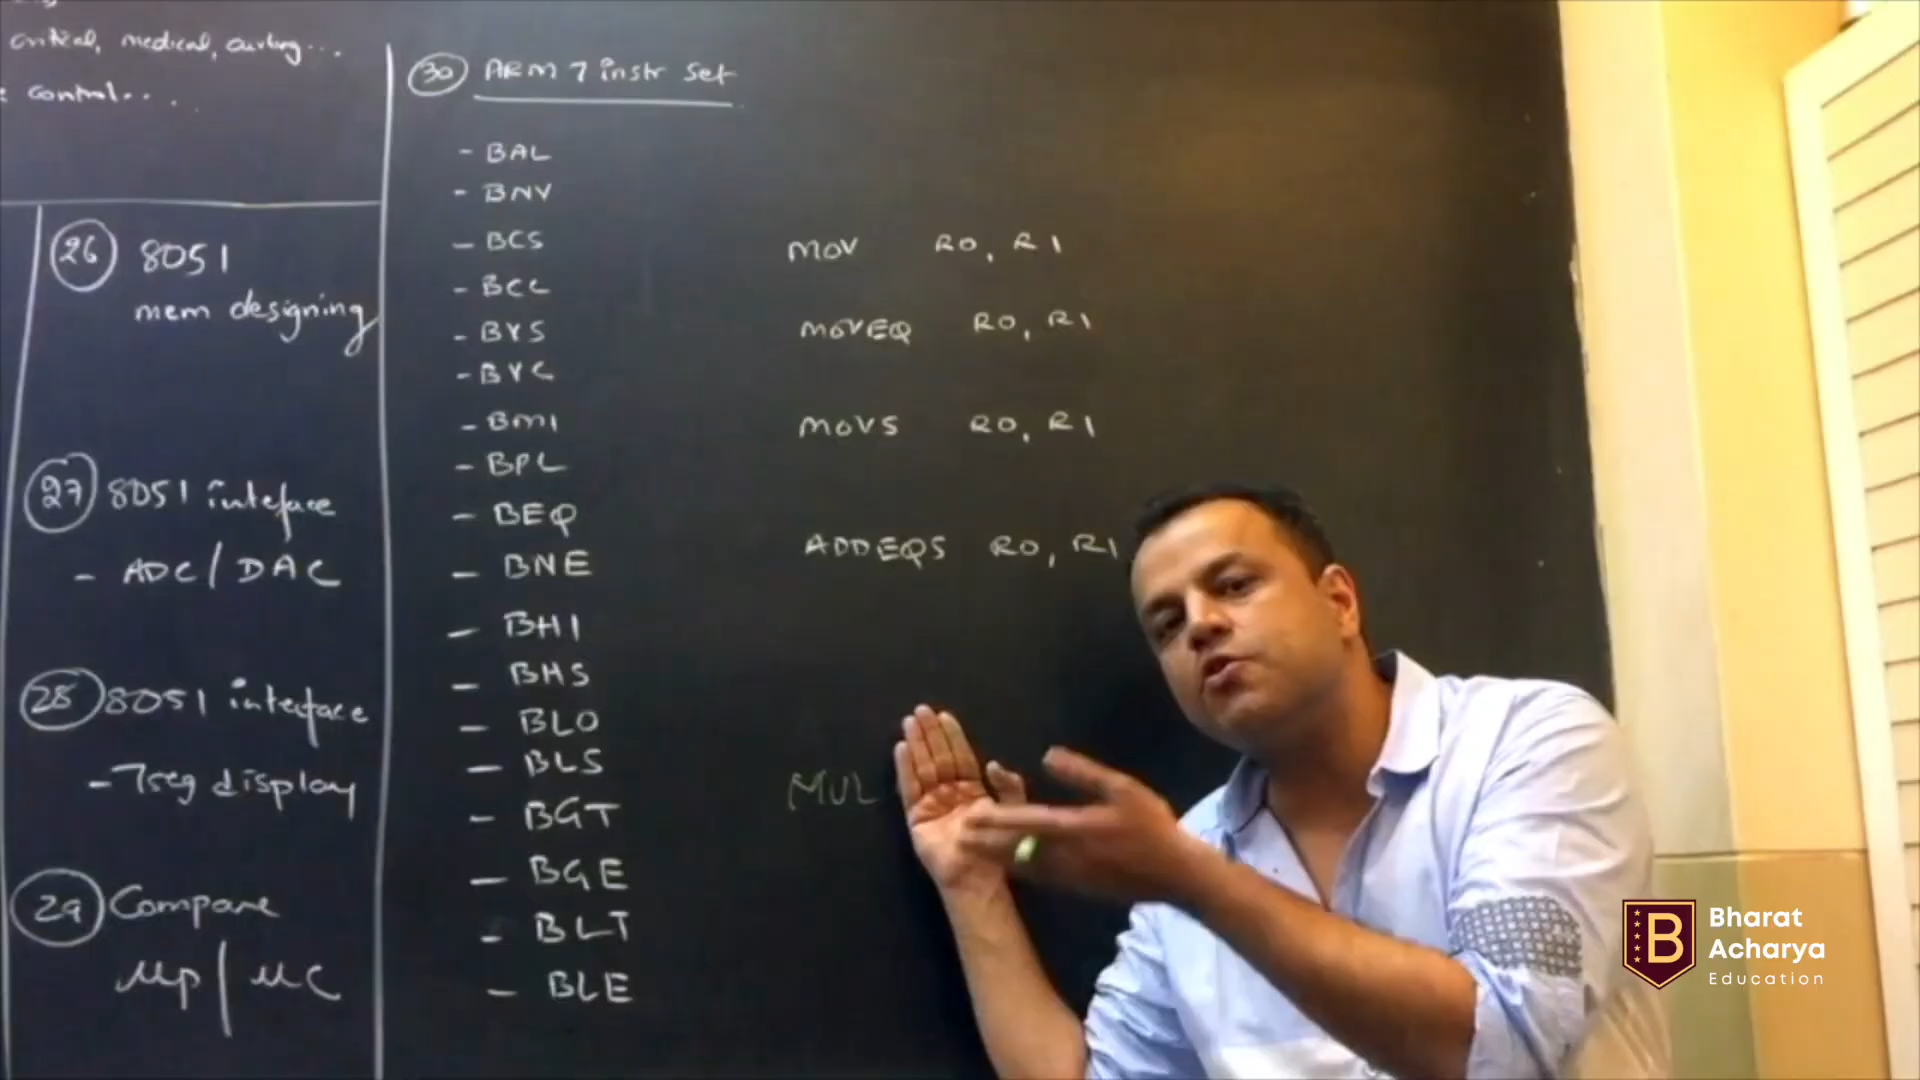 critical, medical, avoiding...
control....
26 8051
mem designing
27 8051 inteface
- ADC/DAC
28 8051 interface
- 7seg display
29 Compare
μp/μc
30 ARM 7 instr set
- BAL
- BNV
- BCS
- BCC
- BVS
- BVC
- BMI
- BPL
- BEQ
- BNE
- BHI
- BHS
- BLO
- BLS
- BGT
- BGE
- BLT
- BLE
MOV R0, R1
MOVEQ R0, R1
MOVS R0, R1
ADDEQS R0, R1
MUL
B Bharat
Acharya
Education